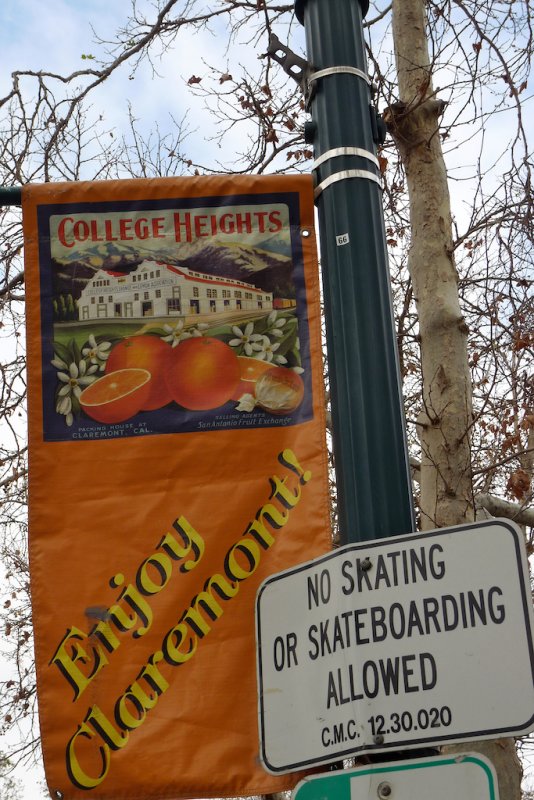 COLLEGE HEIGHTS
PACKING HOUSE AT
CLAREMONT, CAL.
SELLING AGENTS
San Antonio Fruit Exchange
Enjoy
Claremont!
66
NO SKATING
OR SKATEBOARDING
ALLOWED
C.M.C. 12.30.020